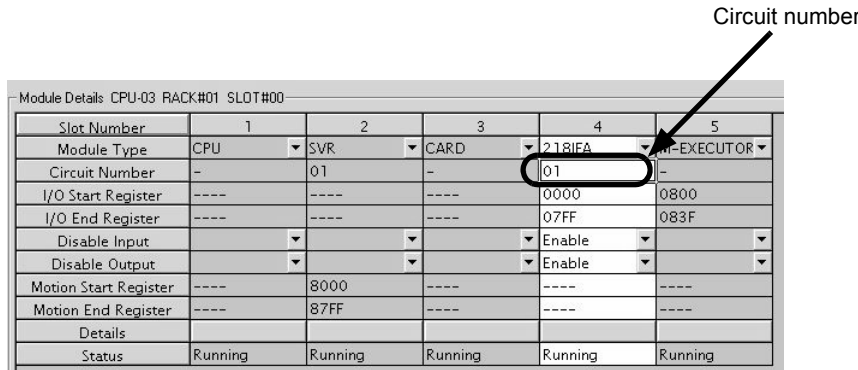 Circuit number
Module Details CPU-03 RACK#01 SLOT#00
Slot Number 1 2 3 4 5
Module Type CPU SVR CARD 218IFA M-EXECUTOR
Circuit Number - 01 - 01 -
I/O Start Register ---- ---- ---- 0000 0800
I/O End Register ---- ---- ---- 07FF 083F
Disable Input Enable
Disable Output Enable
Motion Start Register ---- 8000 ---- ---- ----
Motion End Register ---- 87FF ---- ---- ----
Details
Status Running Running Running Running Running